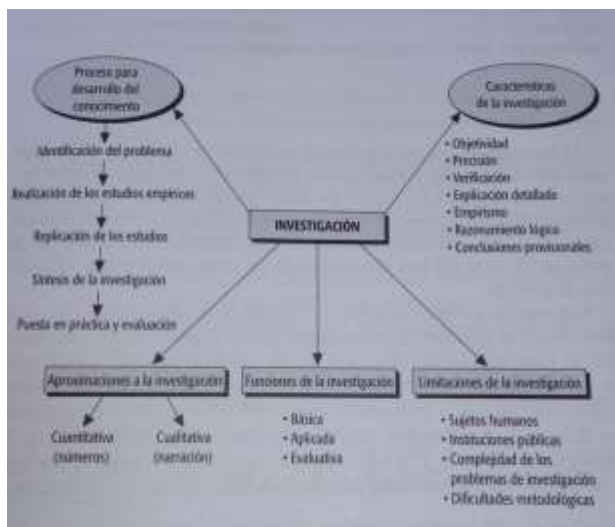 Proceso para
desarrollo del
conocimiento
Identificación del problema
Realización de los estudios empíricos
Replicación de los estudios
Síntesis de la investigación
Puesta en práctica y evaluación
Características
de la investigación
• Objetividad
• Precisión
• Verificación
• Explicación detallada
• Empirismo
• Razonamiento lógico
• Conclusiones provisionales
INVESTIGACIÓN
Aproximaciones a la investigación
Cuantitativa
(números)
Cualitativa
(narración)
Funciones de la investigación
• Básica
• Aplicada
• Evaluativa
Limitaciones de la investigación
• Sujetos humanos
• Instituciones públicas
• Complejidad de los
problemas de investigación
• Dificultades metodológicas